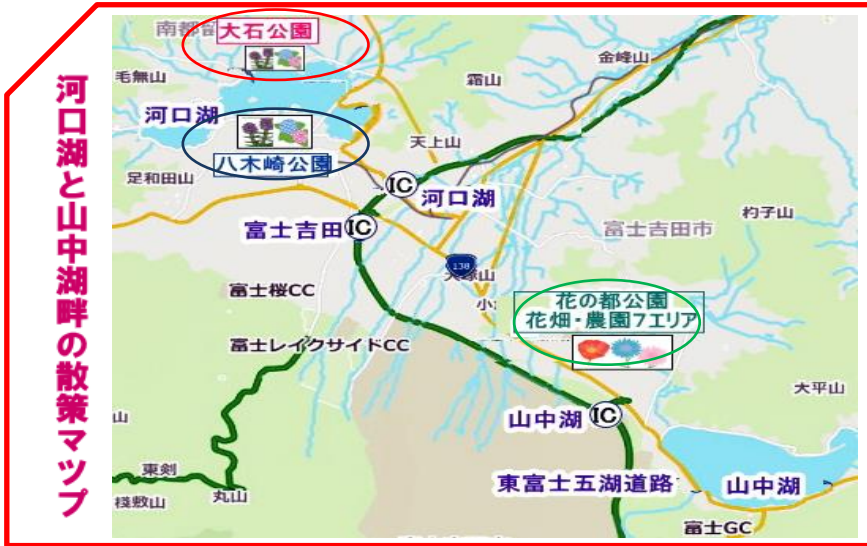 河口湖と山中湖畔の散策マップ
南都留
大石公園
毛無山
金峰山
霜山
河口湖
天上山
八木崎公園
足和田山
IC
河口湖
富士吉田
IC
富士吉田市
杓子山
138
富士桜CC
花の都公園
花畑・農園7エリア
富士レイクサイドCC
大平山
山中湖
IC
山
東剣
丸山
桟敷山
東富士五湖道路
山中湖
富士GC